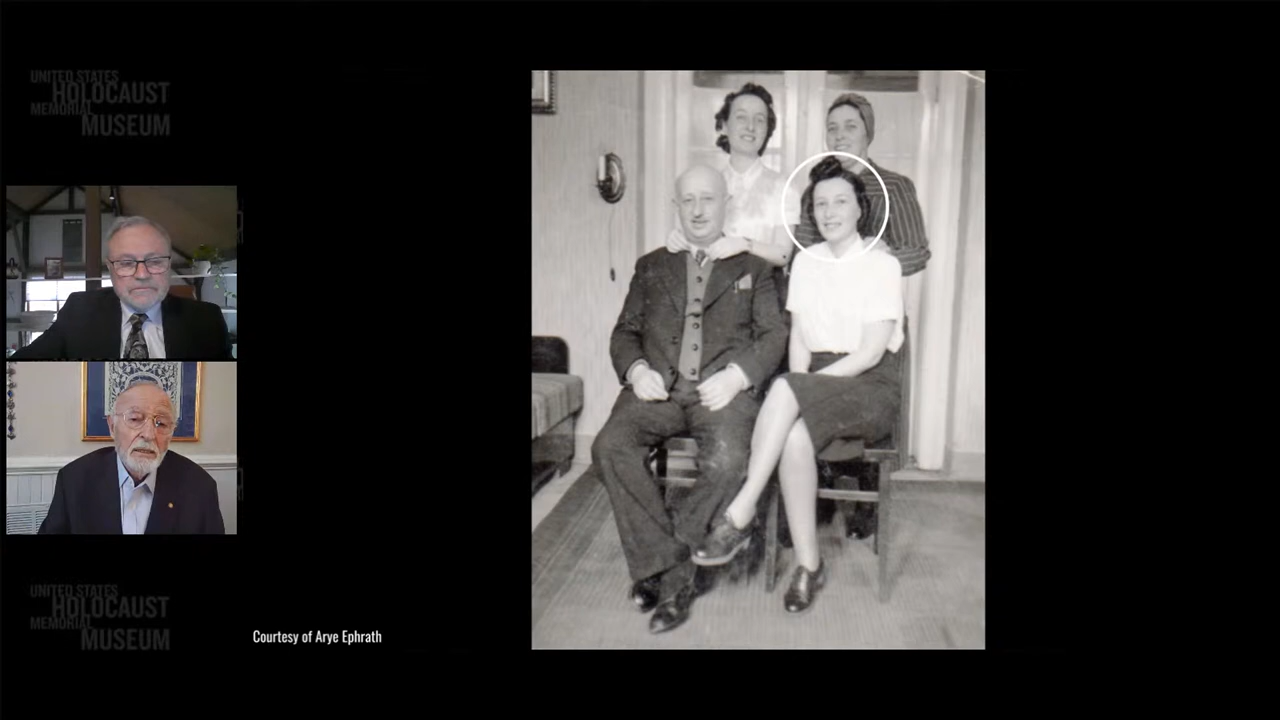 UNITED STATES
HOLOCAUST
MEMORIAL
MUSEUM
UNITED STATES
HOLOCAUST
MEMORIAL
MUSEUM
Courtesy of Arye Ephrath